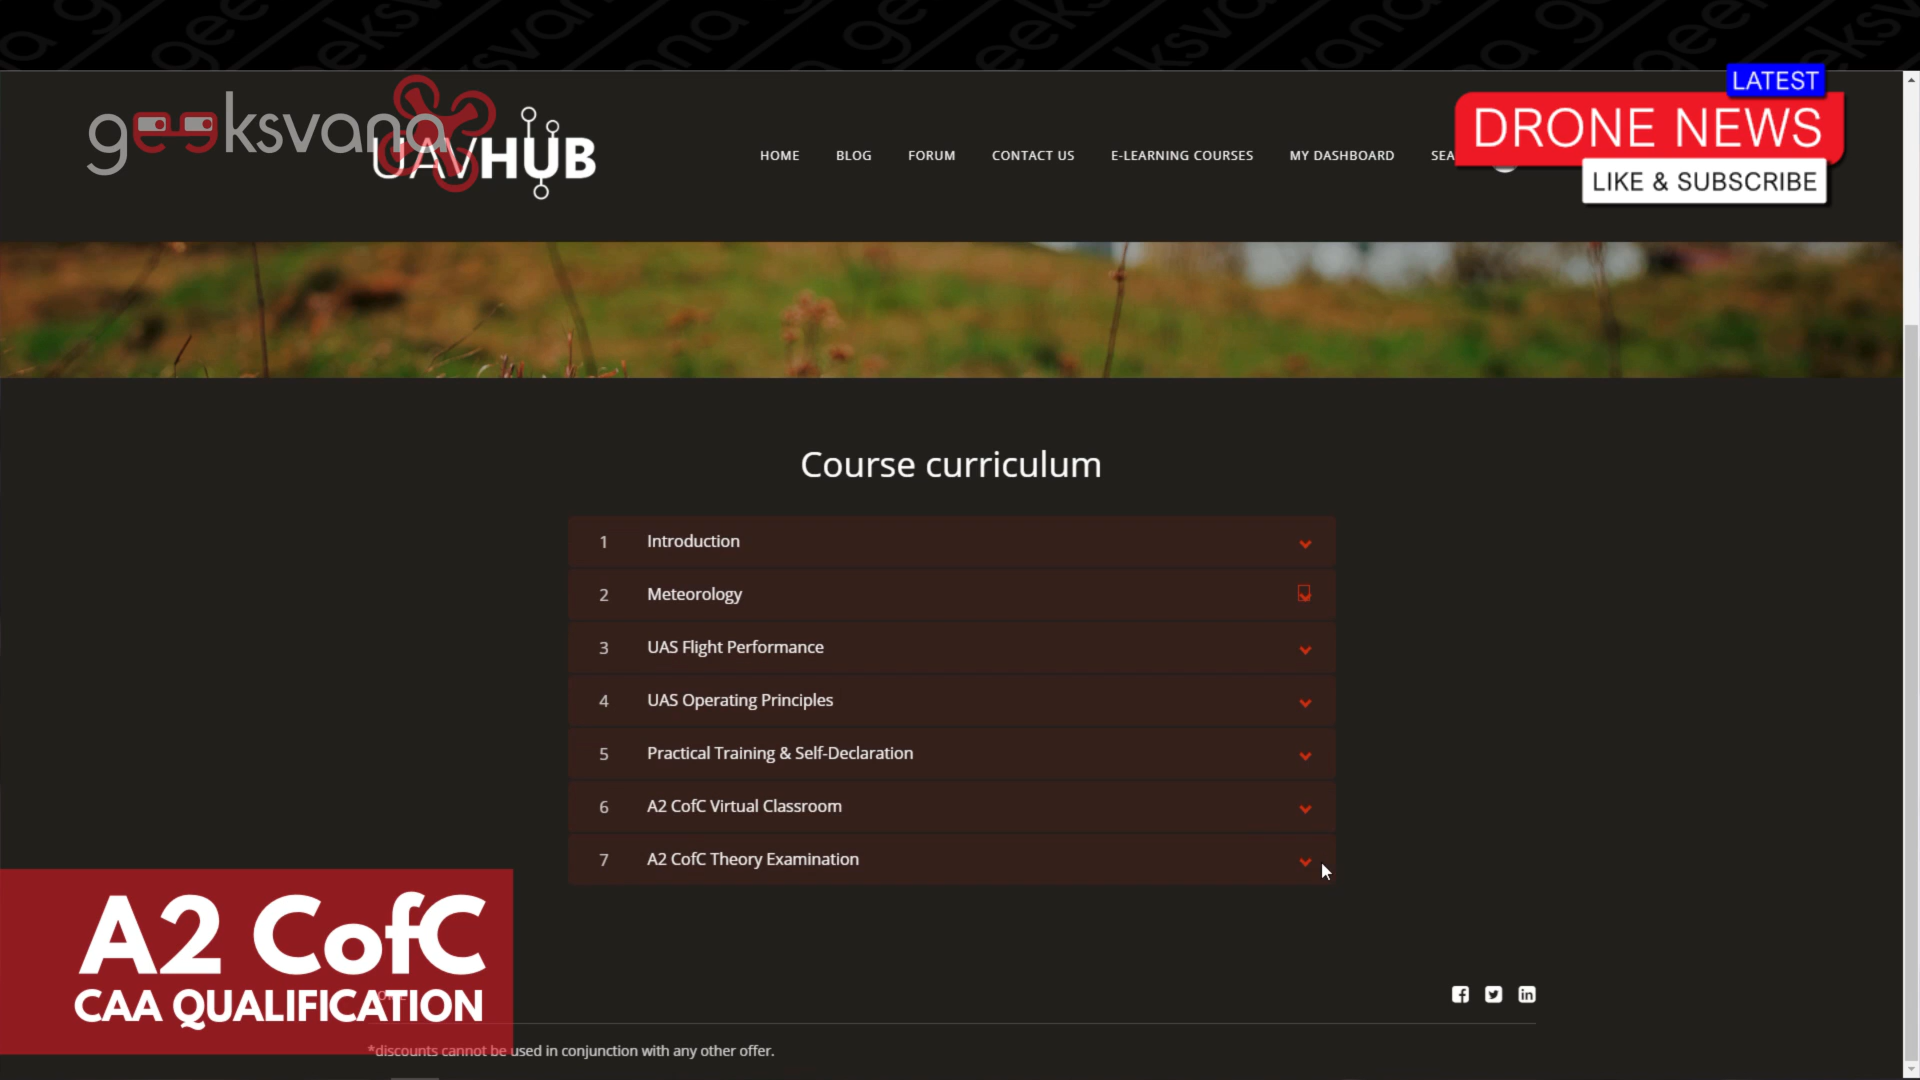 LATEST
DRONE NEWS
LIKE & SUBSCRIBE
geeksvana
UAVHUB
HOME
BLOG
FORUM
CONTACT US
E-LEARNING COURSES
MY DASHBOARD
SEA
Course curriculum
1 Introduction
2 Meteorology
3 UAS Flight Performance
4 UAS Operating Principles
5 Practical Training & Self-Declaration
6 A2 CofC Virtual Classroom
7 A2 CofC Theory Examination
A2 CofC
CAA QUALIFICATION
*discounts cannot be used in conjunction with any other offer.